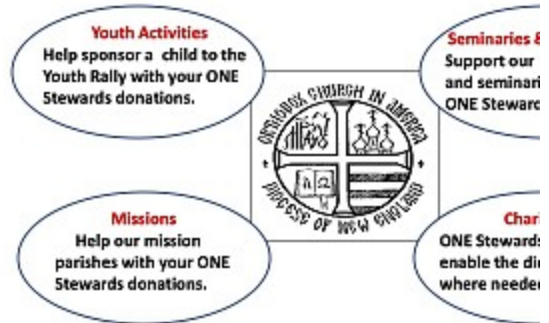 Youth Activities
Help sponsor a child to the
Youth Rally with your ONE
Stewards donations.
Seminaries &
Support our
and seminari
ONE Steward
ORTHODOX CHURCH IN AMERICA
DIOCESE OF NEW ENGLAND
Α Ω
Missions
Help our mission
parishes with your ONE
Stewards donations.
Chari
ONE Stewards
enable the di
where needed